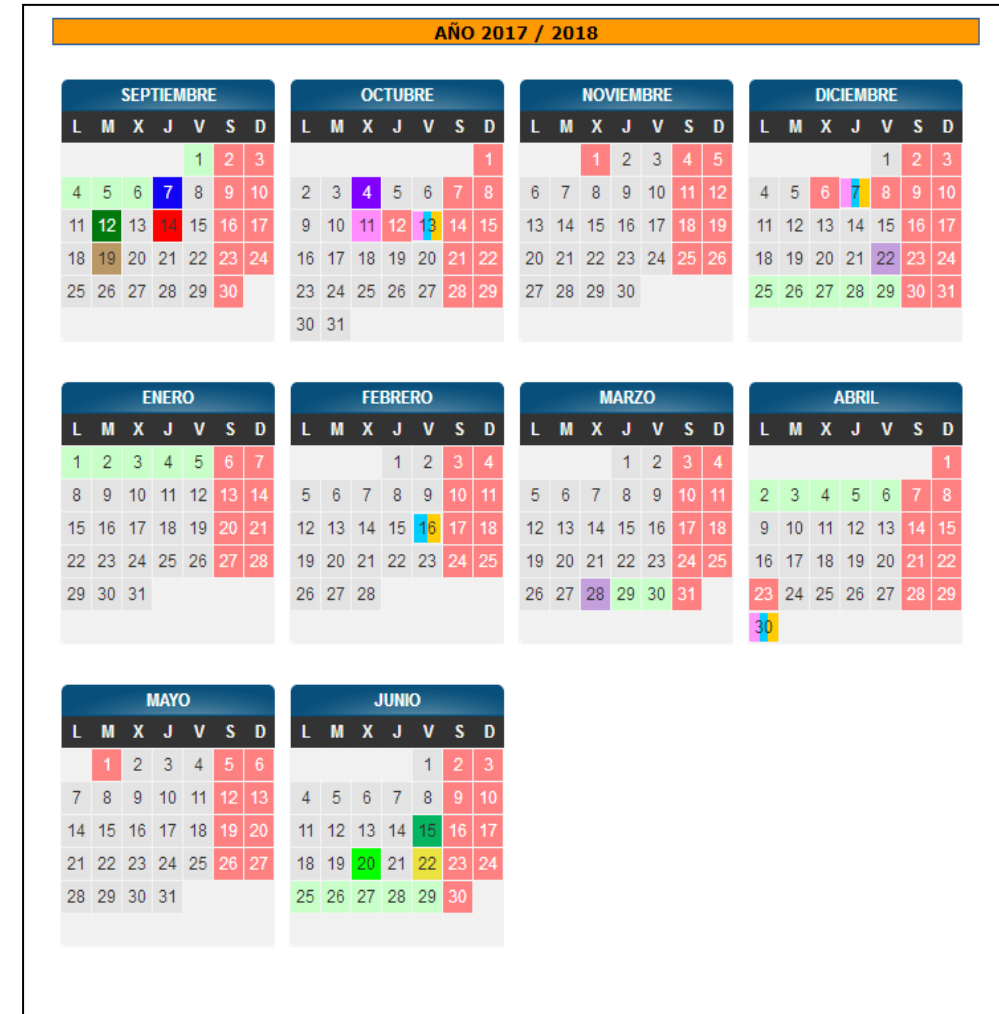 AÑO 2017 / 2018
SEPTIEMBRE
L M X J V S D
1 2 3
4 5 6 7 8 9 10
11 12 13 14 15 16 17
18 19 20 21 22 23 24
25 26 27 28 29 30
OCTUBRE
L M X J V S D
1
2 3 4 5 6 7 8
9 10 11 12 13 14 15
16 17 18 19 20 21 22
23 24 25 26 27 28 29
30 31
NOVIEMBRE
L M X J V S D
1 2 3 4 5
6 7 8 9 10 11 12
13 14 15 16 17 18 19
20 21 22 23 24 25 26
27 28 29 30
DICIEMBRE
L M X J V S D
1 2 3
4 5 6 7 8 9 10
11 12 13 14 15 16 17
18 19 20 21 22 23 24
25 26 27 28 29 30 31
ENERO
L M X J V S D
1 2 3 4 5 6 7
8 9 10 11 12 13 14
15 16 17 18 19 20 21
22 23 24 25 26 27 28
29 30 31
FEBRERO
L M X J V S D
1 2 3 4
5 6 7 8 9 10 11
12 13 14 15 16 17 18
19 20 21 22 23 24 25
26 27 28
MARZO
L M X J V S D
1 2 3 4
5 6 7 8 9 10 11
12 13 14 15 16 17 18
19 20 21 22 23 24 25
26 27 28 29 30 31
ABRIL
L M X J V S D
1
2 3 4 5 6 7 8
9 10 11 12 13 14 15
16 17 18 19 20 21 22
23 24 25 26 27 28 29
30
MAYO
L M X J V S D
1 2 3 4 5 6
7 8 9 10 11 12 13
14 15 16 17 18 19 20
21 22 23 24 25 26 27
28 29 30 31
JUNIO
L M X J V S D
1 2 3
4 5 6 7 8 9 10
11 12 13 14 15 16 17
18 19 20 21 22 23 24
25 26 27 28 29 30